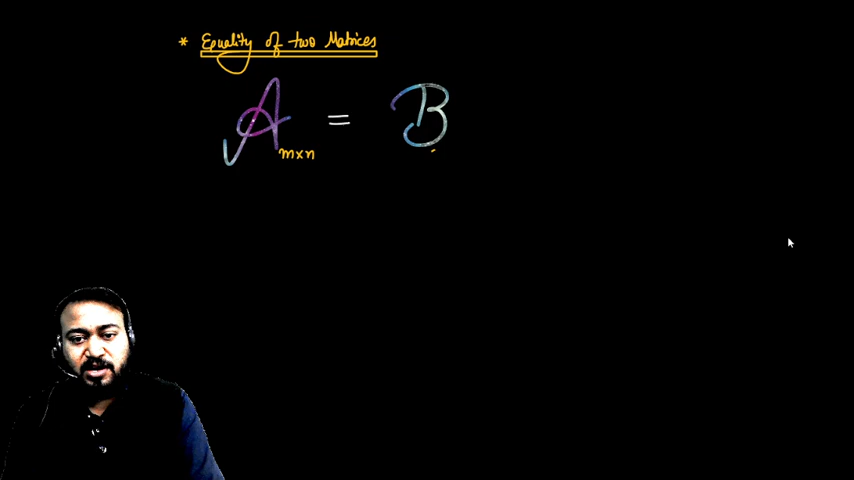 * Equality of two Matrices
A m×n = B